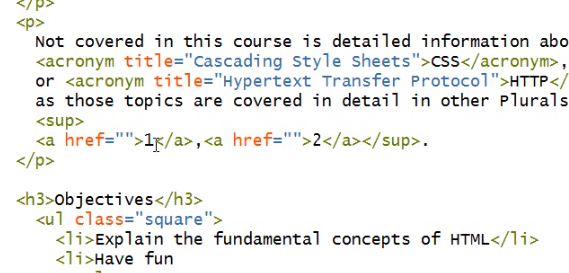 </p>
<p>
Not covered in this course is detailed information abo
<acronym title="Cascading Style Sheets">CSS</acronym>,
or <acronym title="Hypertext Transfer Protocol">HTTP</
as those topics are covered in detail in other Plurals
<sup>
<a href="">1</a>,<a href="">2</a></sup>.
</p>
<h3>Objectives</h3>
<ul class="square">
<li>Explain the fundamental concepts of HTML</li>
<li>Have fun